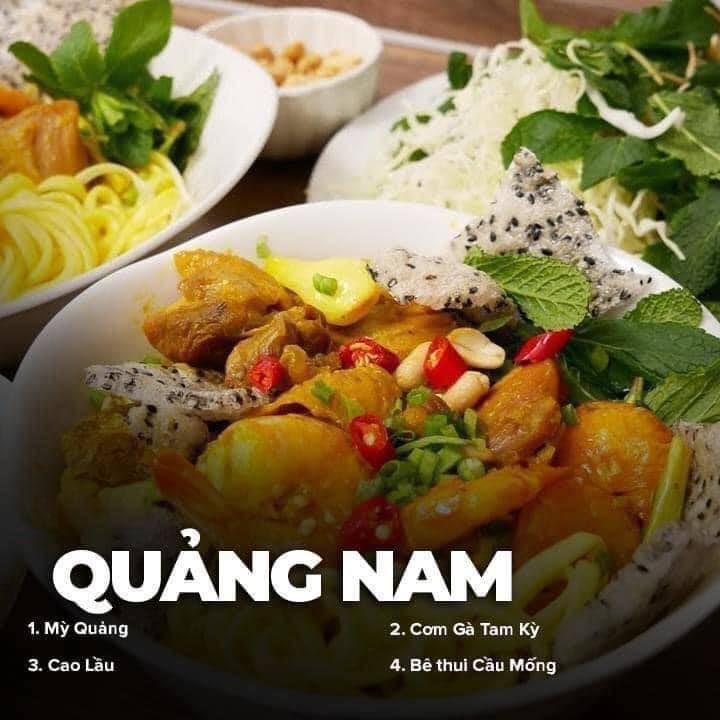 QUẢNG NAM
1. Mỳ Quảng
2. Cơm Gà Tam Kỳ
3. Cao Lầu
4. Bê thui Cầu Mống